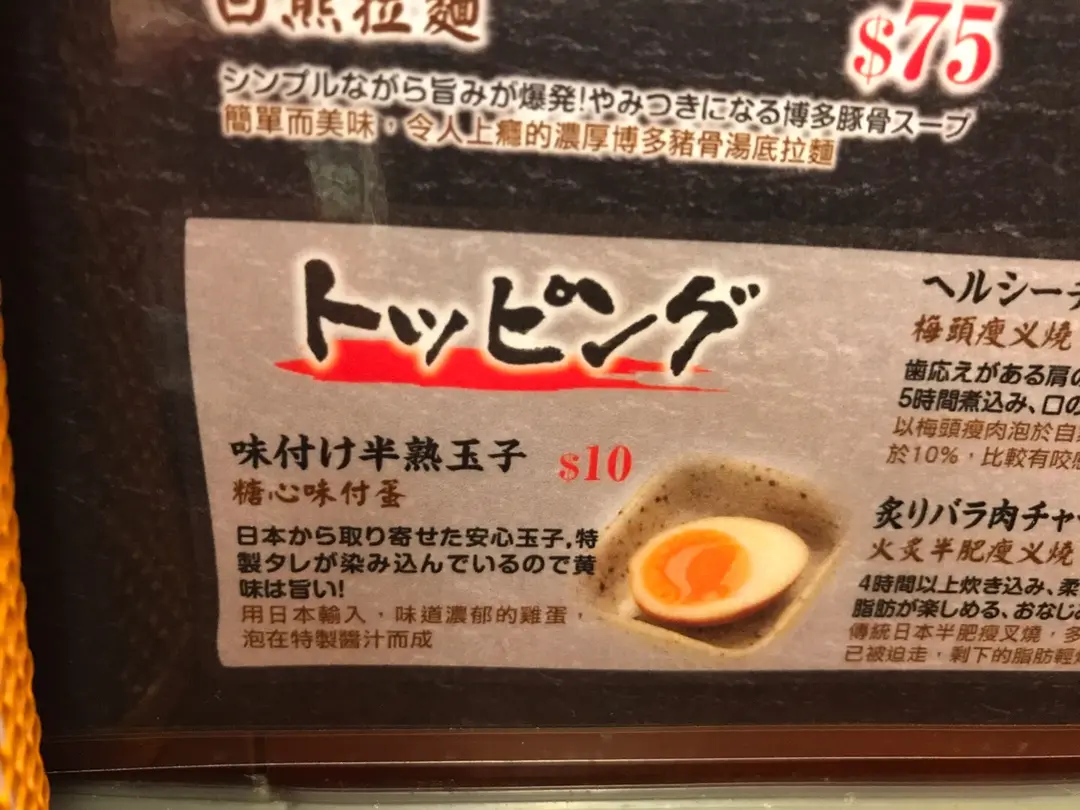 拉麵
$75
シンプルながら旨みが爆発!やみつきになる博多豚骨スープ
簡單而美味，令人上癮的濃厚博多豬骨湯底拉麵
トッピング
味付け半熟玉子 $10
糖心味付蛋
日本から取り寄せた安心玉子,特
製タレが染み込んでいるので黄
味は旨い!
用日本輸入，味道濃郁的雞蛋，
泡在特製醬汁而成
ヘルシーチ
梅頭瘦叉燒
歯応えがある肩の
5時間煮込み、口の
以梅頭瘦肉泡於自
於10%，比較有咬
炙りバラ肉チャ
火炙半肥瘦叉燒
4時間以上炊き込み、柔
脂肪が楽しめる、おなじ
傳統日本半肥瘦叉燒，多
已被迫走，剩下的脂肪輕